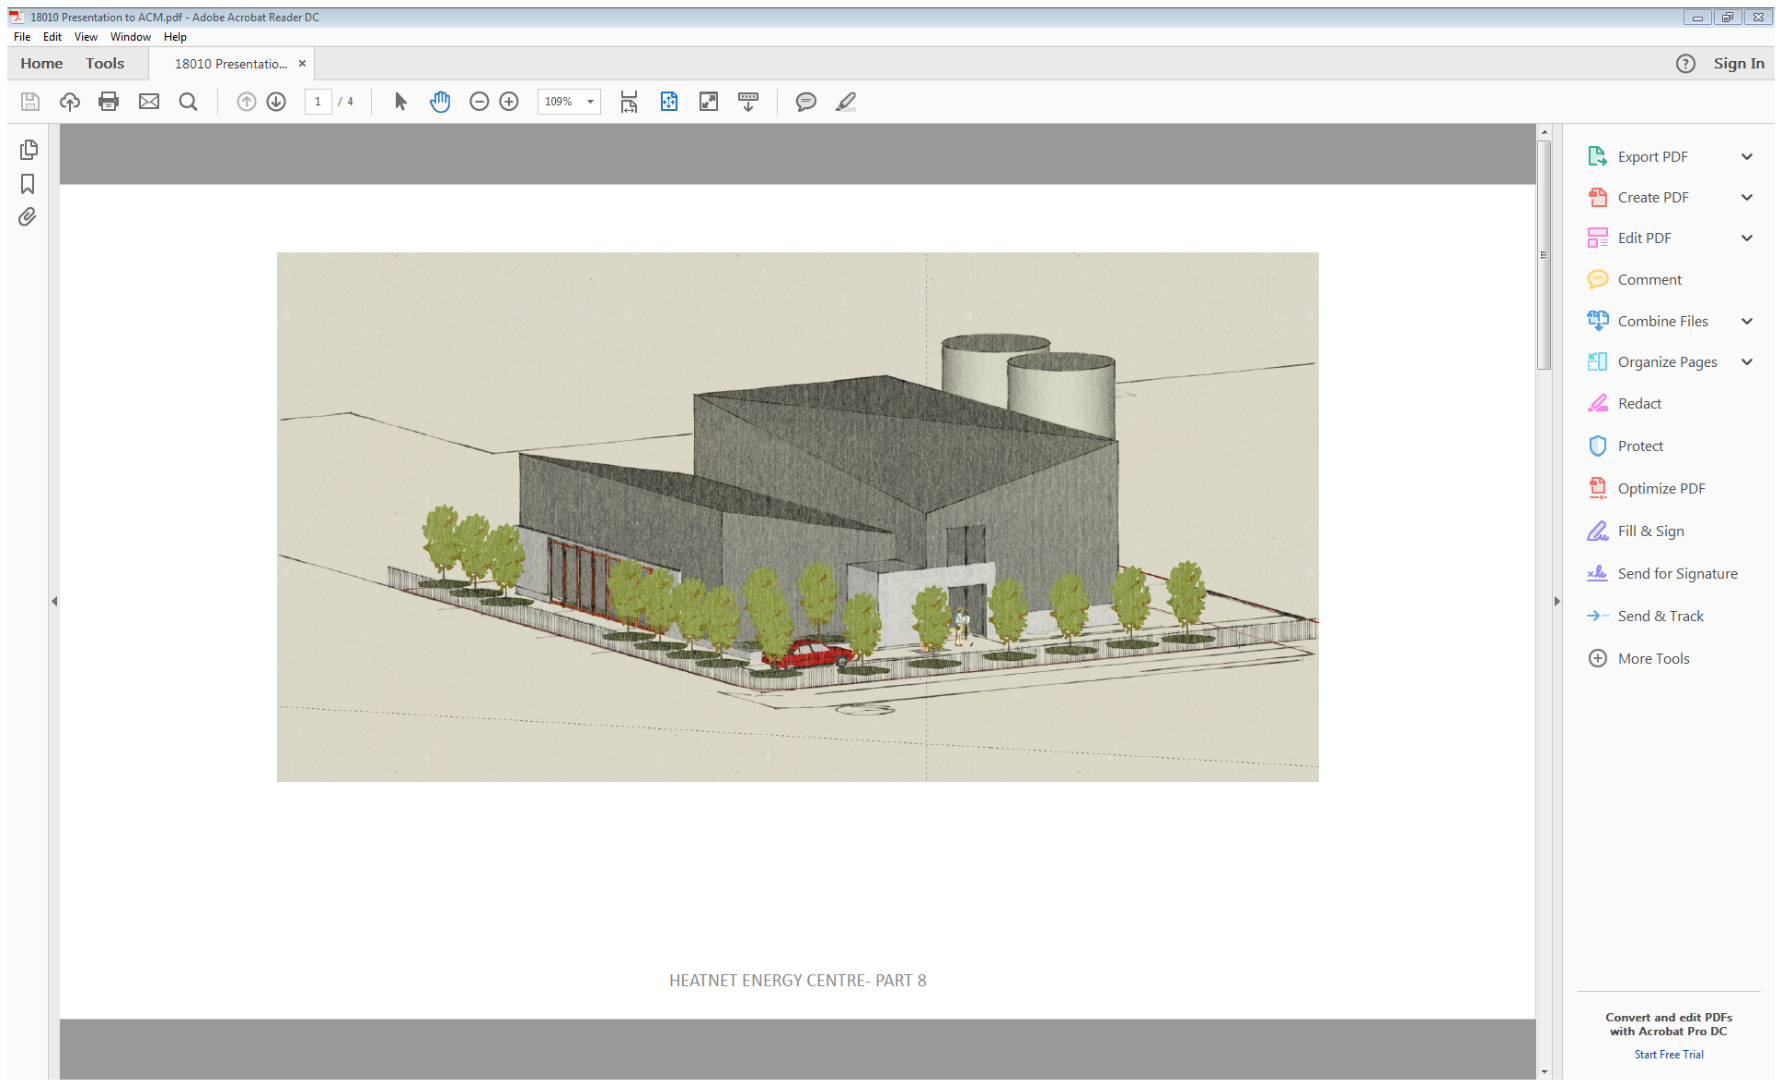 18010 Presentation to ACM.pdf - Adobe Acrobat Reader DC
File Edit View Window Help
Home Tools 18010 Presentatio... × ? Sign In
1 / 4 109%
Export PDF
Create PDF
Edit PDF
Comment
Combine Files
Organize Pages
Redact
Protect
Optimize PDF
Fill & Sign
Send for Signature
Send & Track
More Tools
HEATNET ENERGY CENTRE- PART 8
Convert and edit PDFs
with Acrobat Pro DC
Start Free Trial